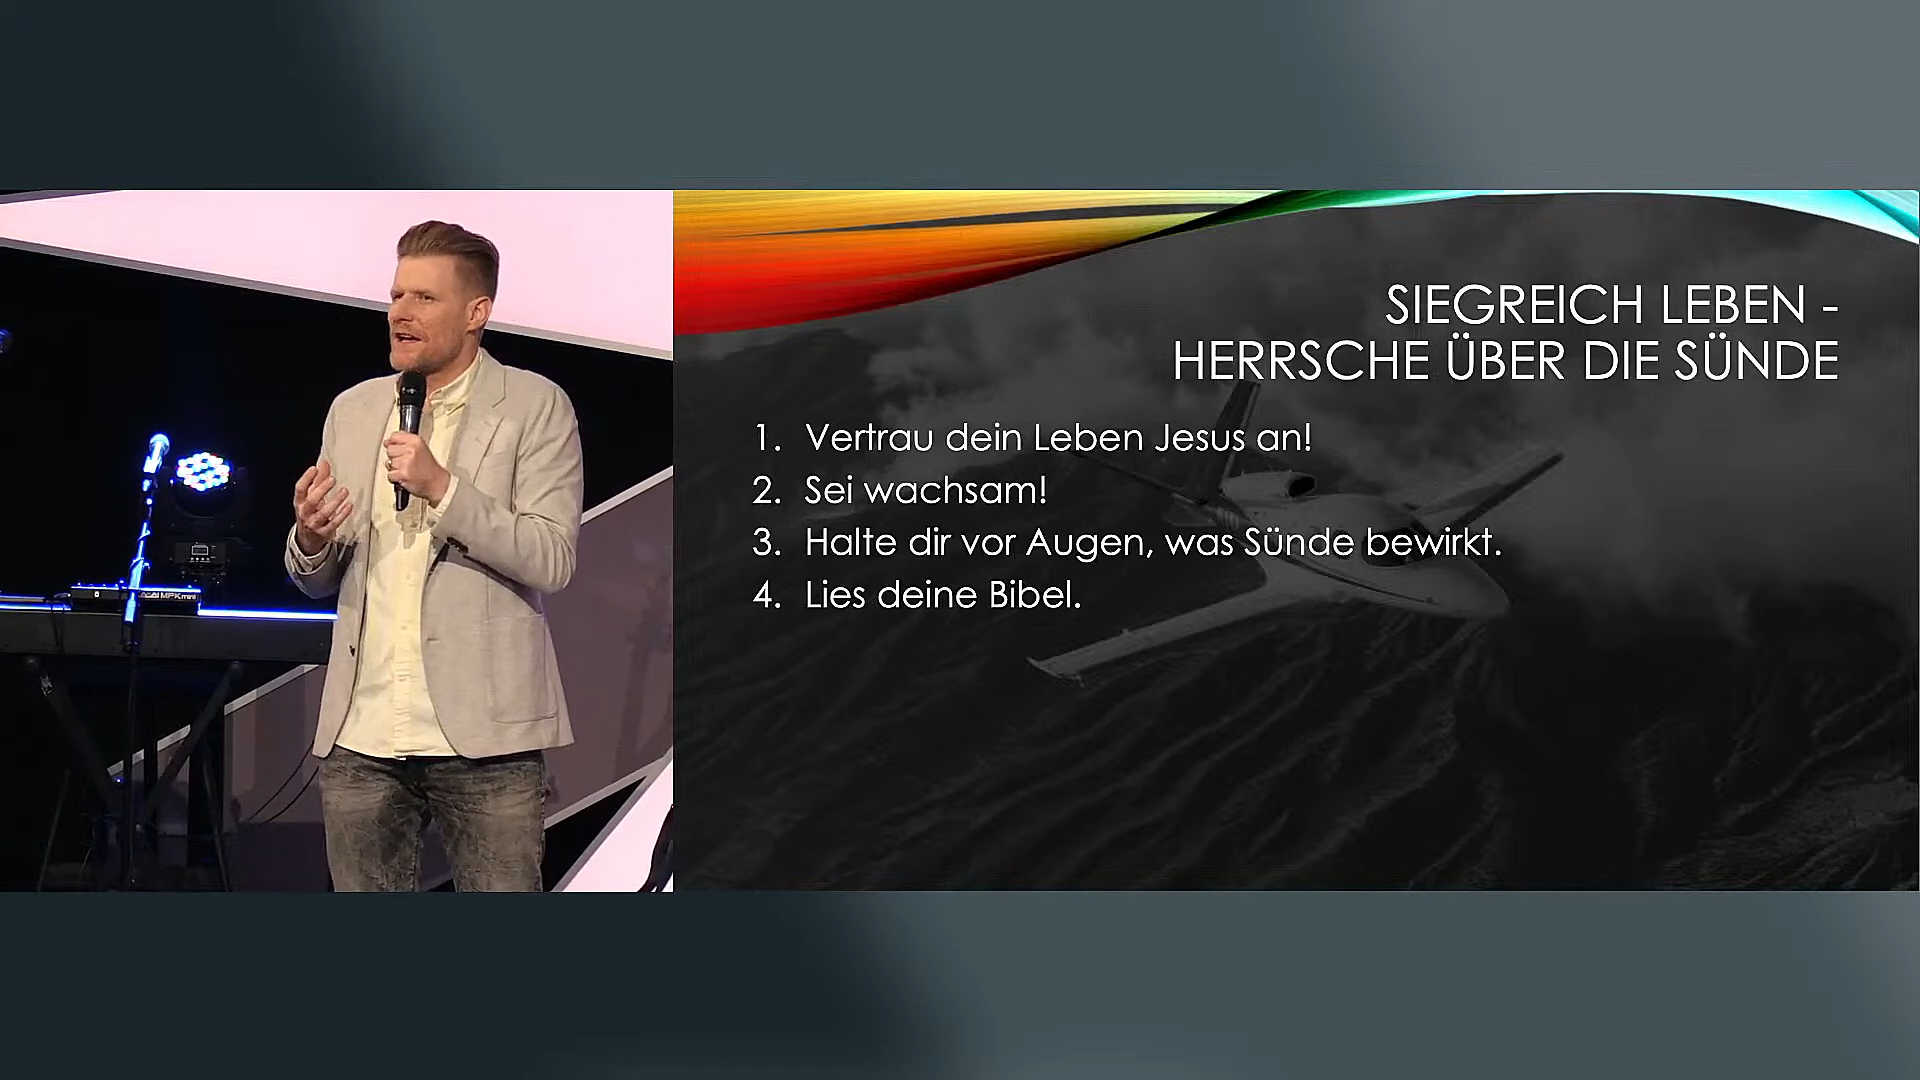 SIEGREICH LEBEN -
HERRSCHE ÜBER DIE SÜNDE
1. Vertrau dein Leben Jesus an!
2. Sei wachsam!
3. Halte dir vor Augen, was Sünde bewirkt.
4. Lies deine Bibel.
MPKmini